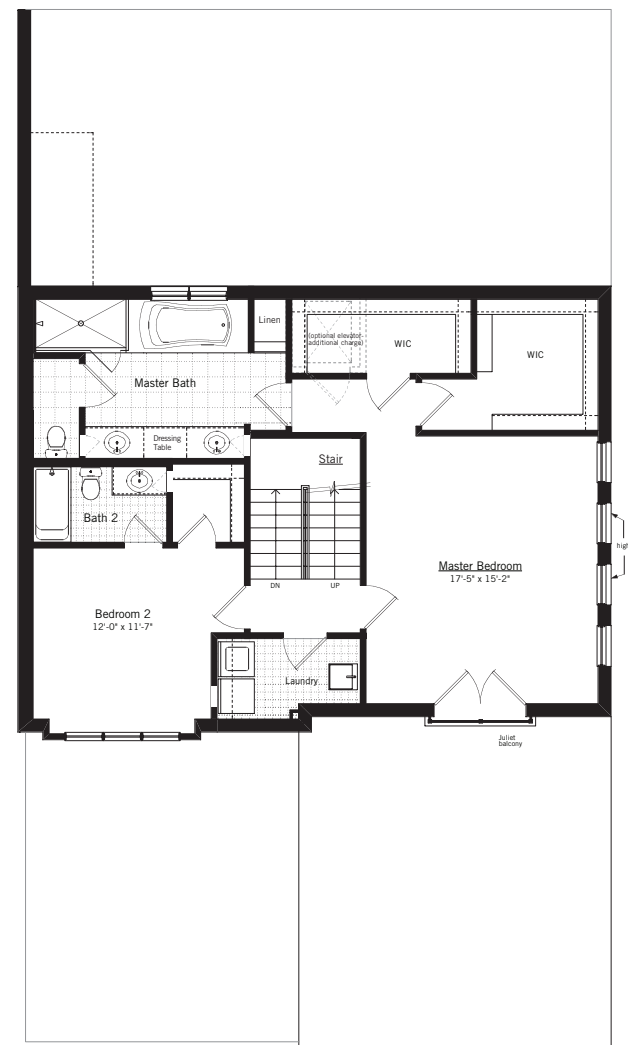 Linen
(optional elevator-
additional charge)
WIC
WIC
Master Bath
Dressing
Table
Stair
Bath 2
Master Bedroom
17'-5" x 15'-2"
high
DN
UP
Bedroom 2
12'-0" x 11'-7"
Laundry
Juliet
balcony